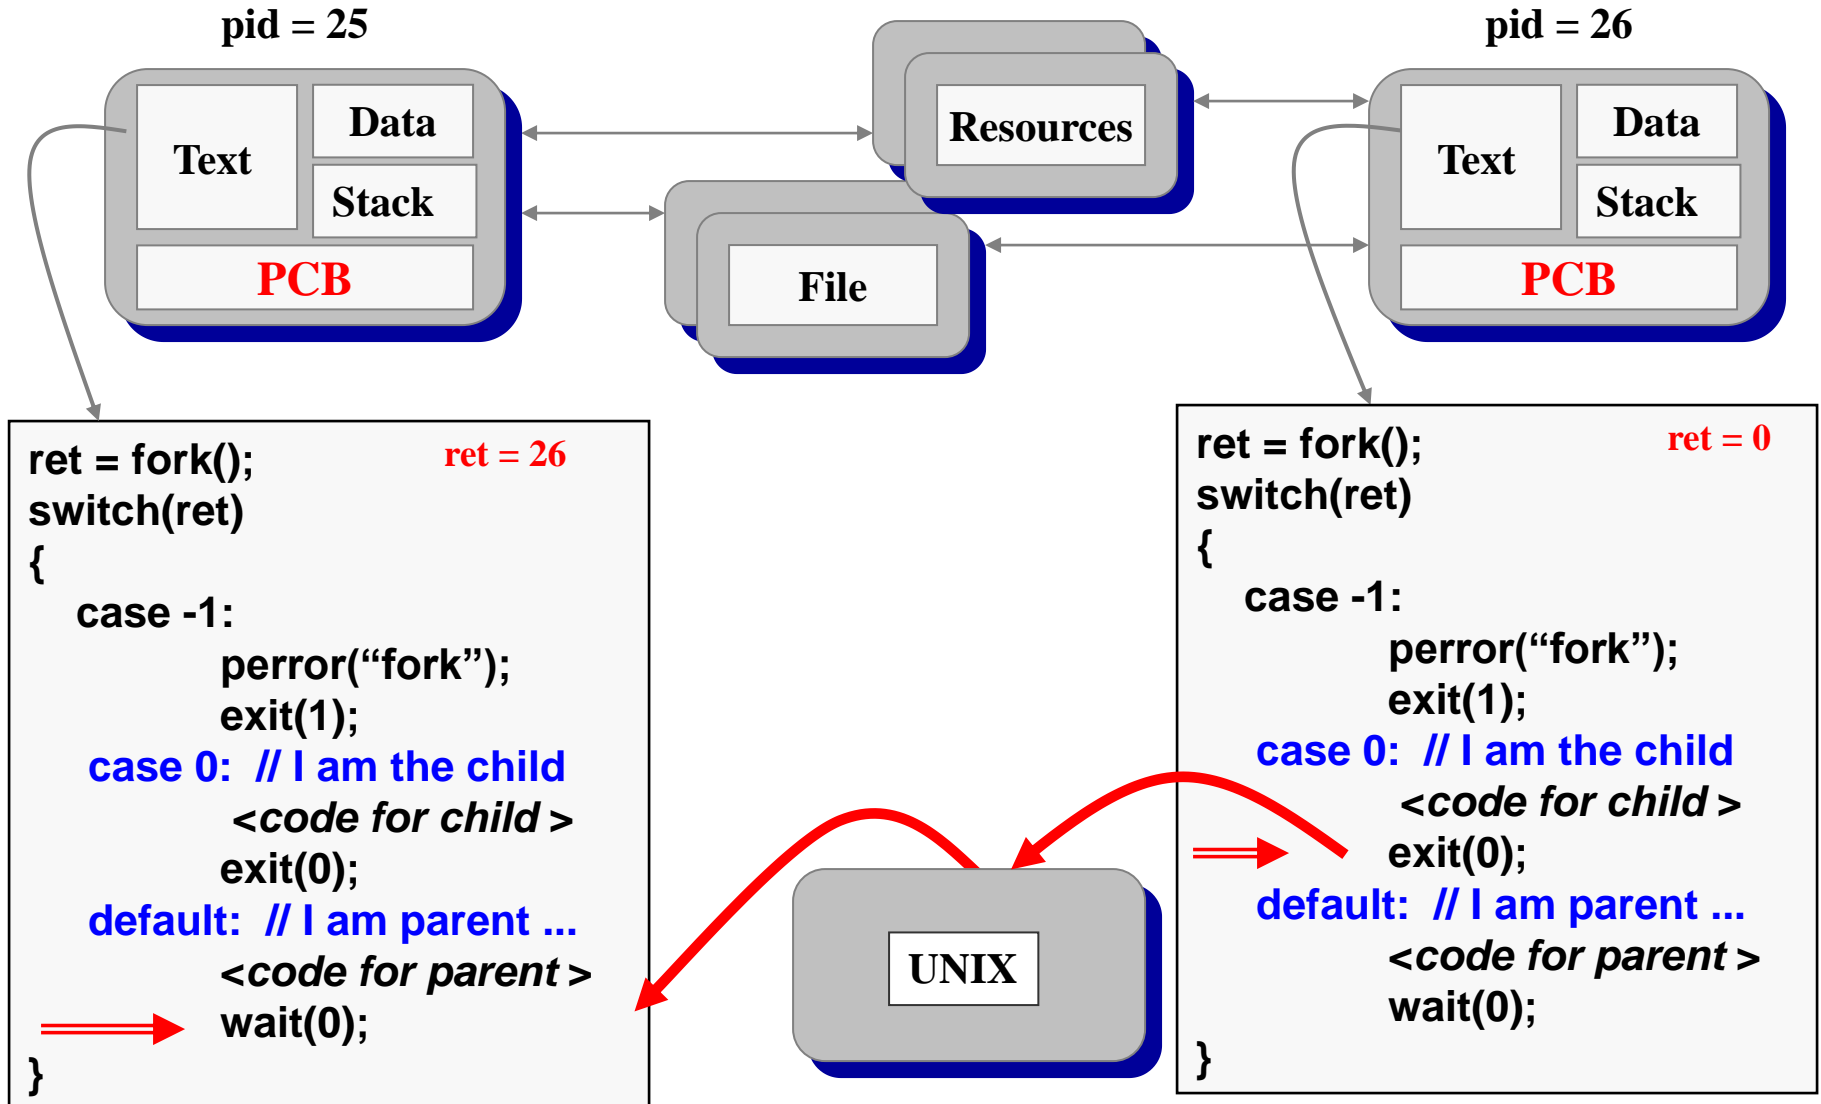 pid = 25
pid = 26
Text
Data
Stack
PCB
Resources
File
Text
Data
Stack
PCB
ret = fork();
ret = 26
switch(ret)
{
case -1:
perror(“fork”);
exit(1);
case 0: // I am the child
<code for child >
exit(0);
default: // I am parent ...
<code for parent >
wait(0);
}
UNIX
ret = fork();
ret = 0
switch(ret)
{
case -1:
perror(“fork”);
exit(1);
case 0: // I am the child
<code for child >
exit(0);
default: // I am parent ...
<code for parent >
wait(0);
}